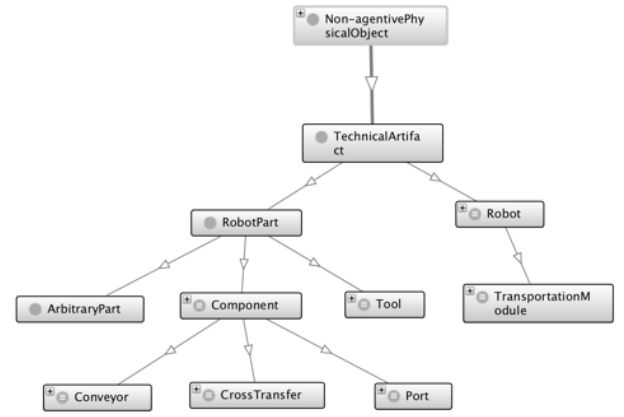 Non-agentivePhy
sicalObject
TechnicalArtifa
ct
RobotPart
Robot
ArbitraryPart
Component
Tool
TransportationM
odule
Conveyor
CrossTransfer
Port